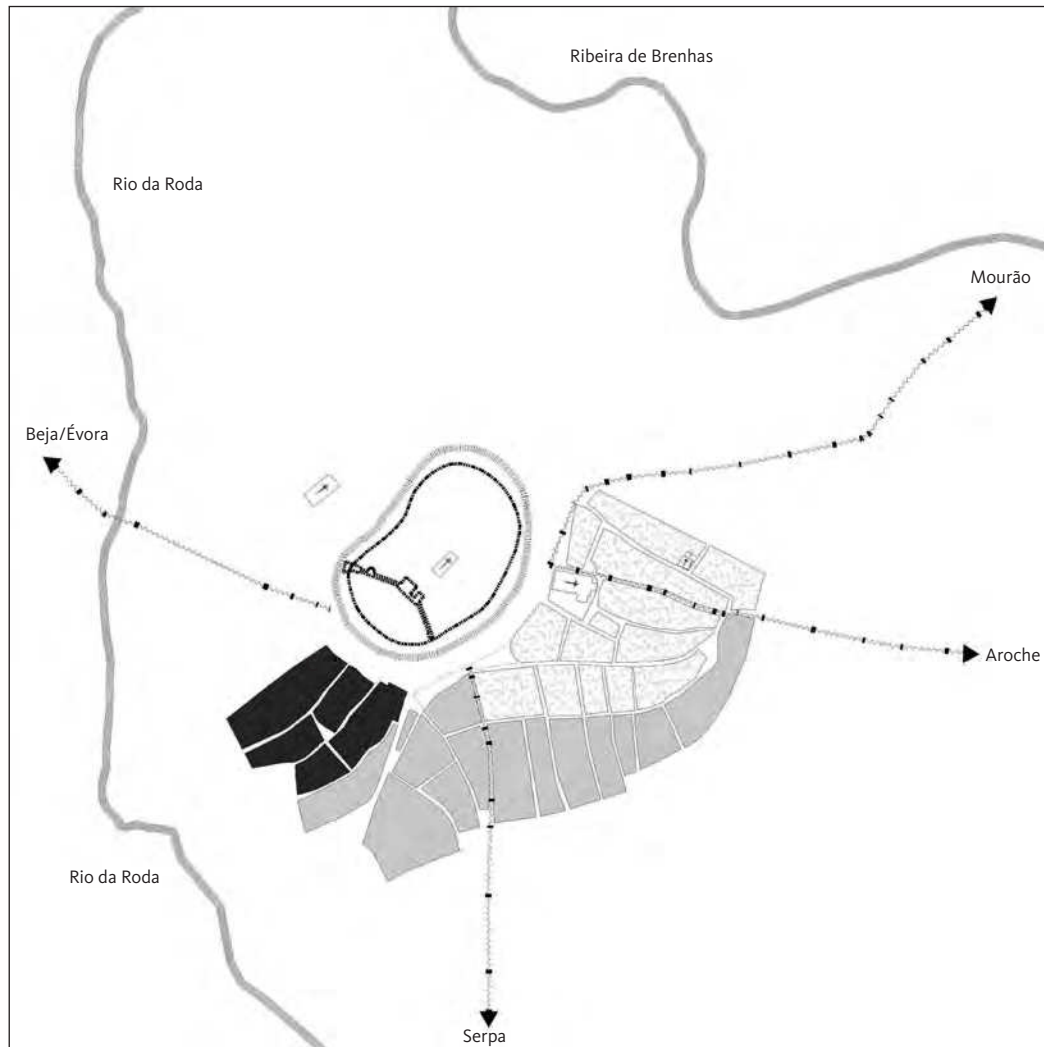 Ribeira de Brenhas
Rio da Roda
Mourão
Beja/Évora
Aroche
Rio da Roda
Serpa